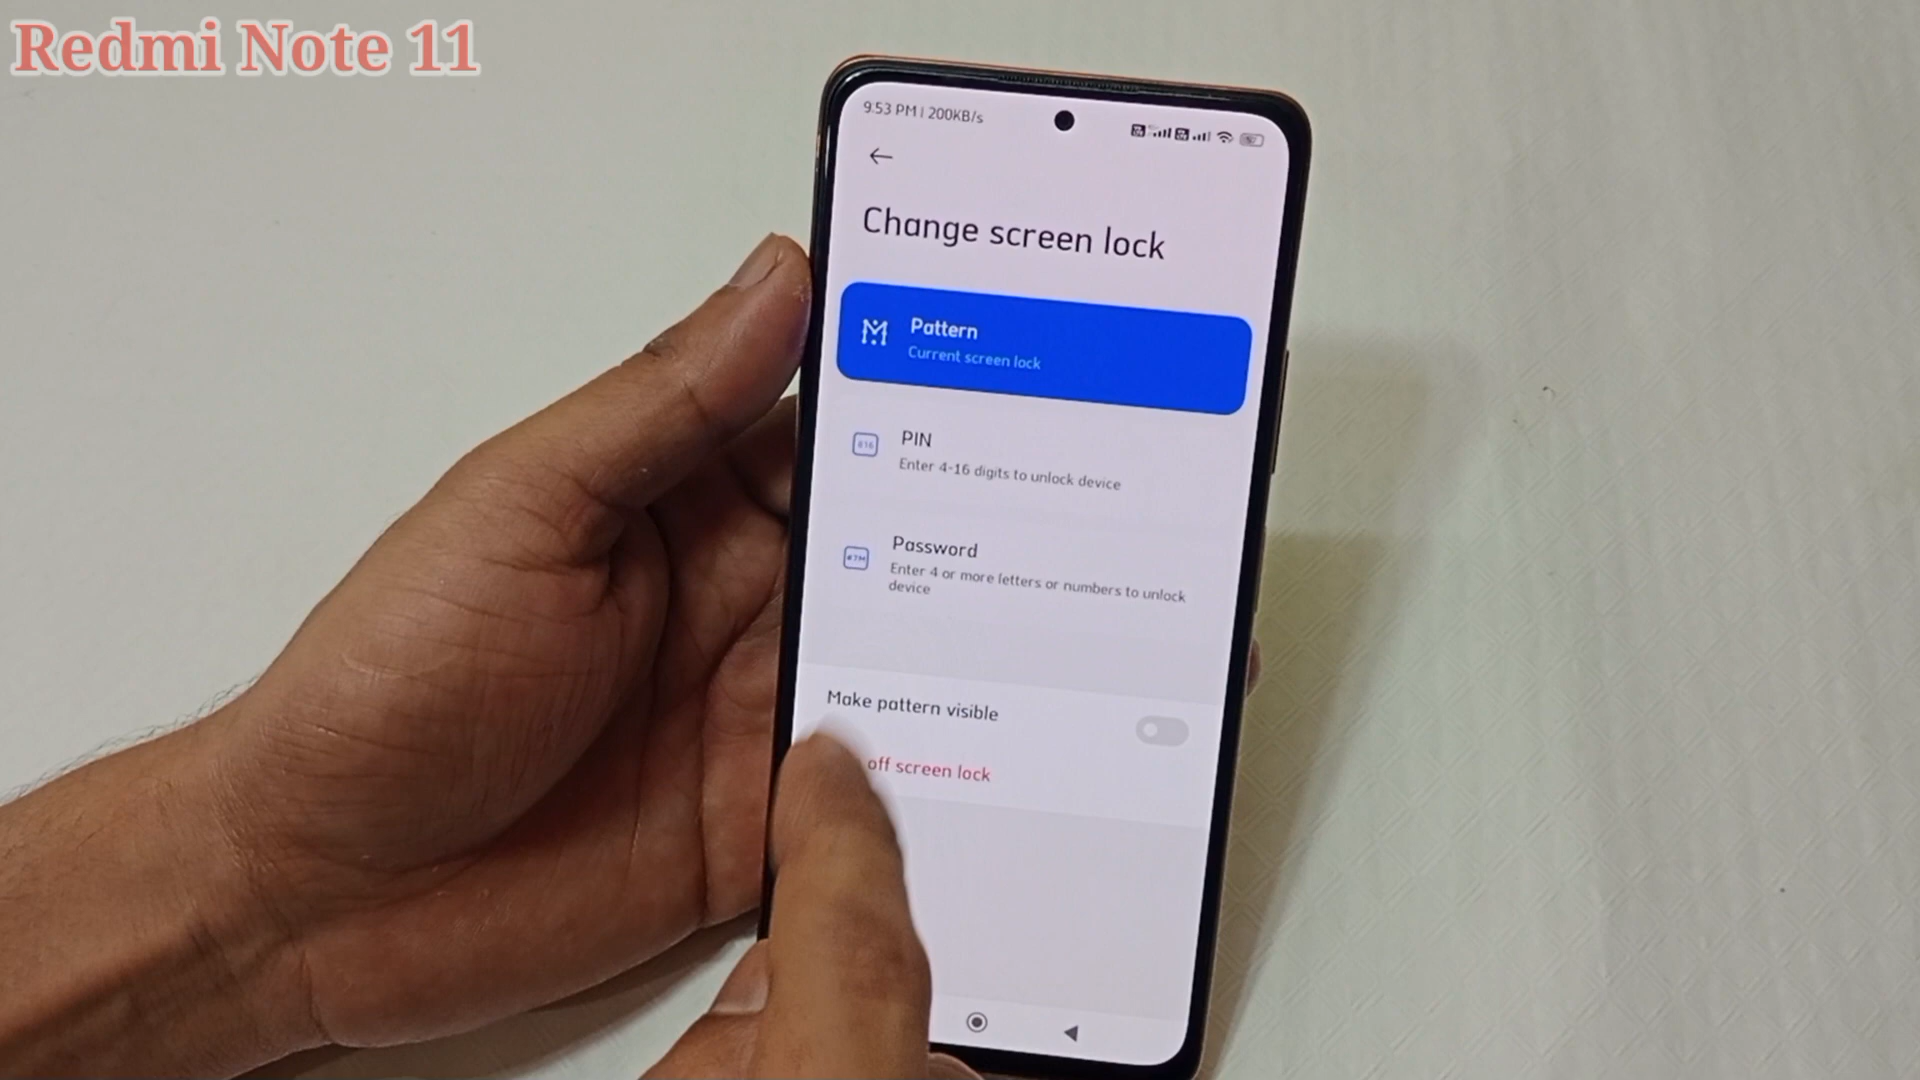 Redmi Note 11
9:53 PM | 200KB/s
Change screen lock
Pattern
Current screen lock
PIN
Enter 4-16 digits to unlock device
Password
Enter 4 or more letters or numbers to unlock
device
Make pattern visible
off screen lock